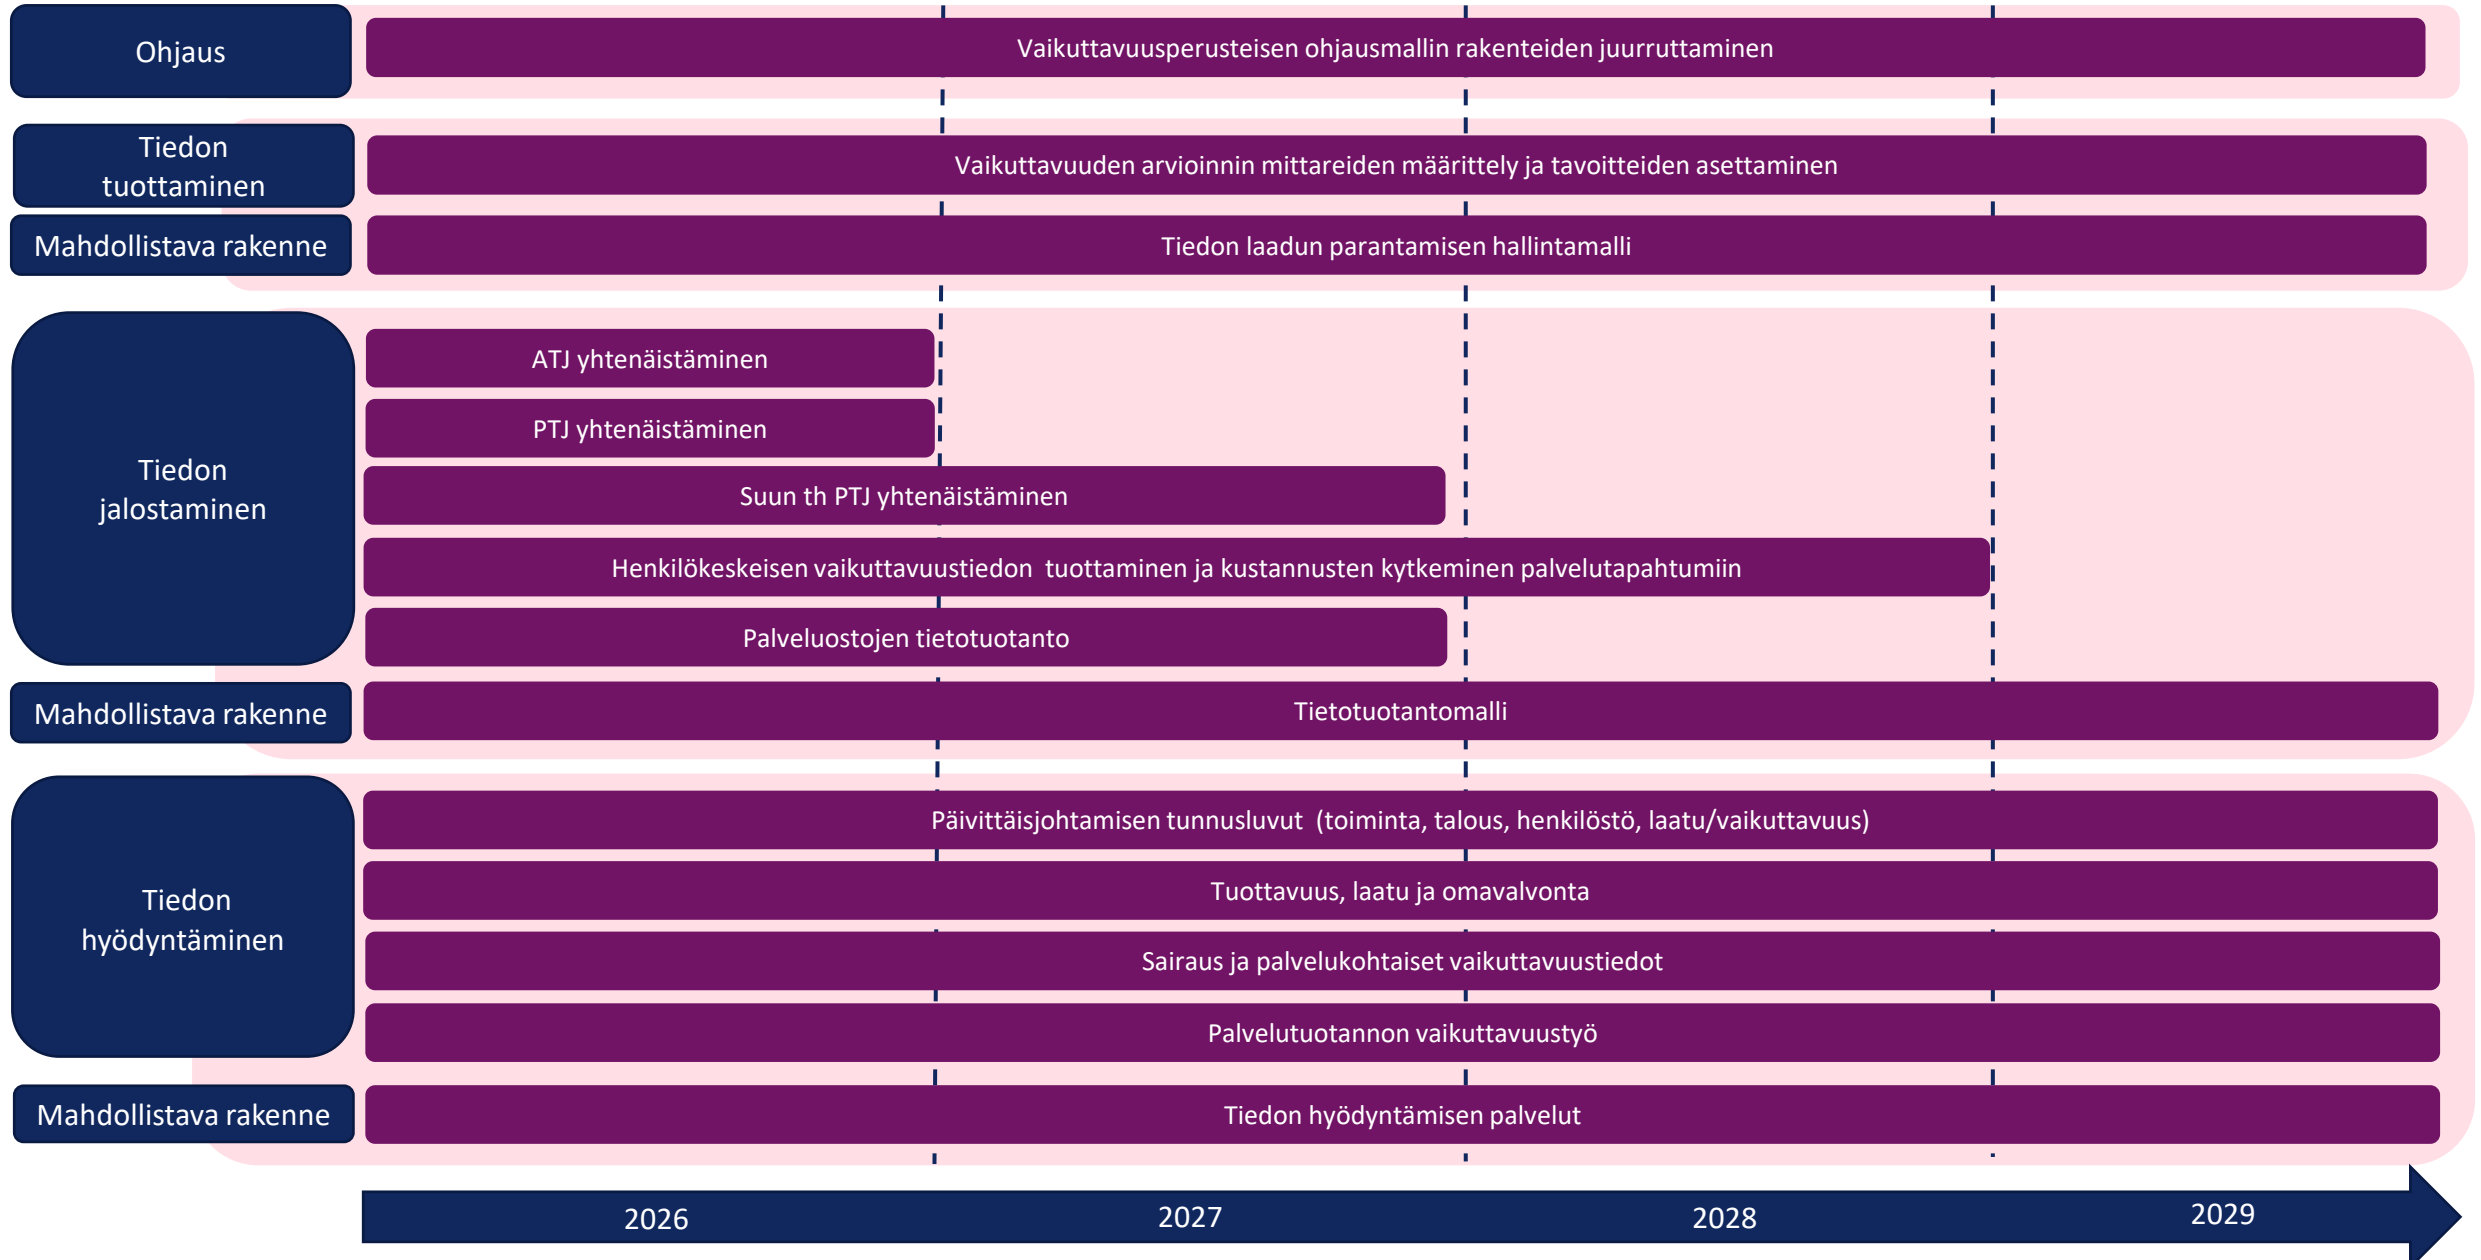 Ohjaus
Vaikuttavuusperusteisen ohjausmallin rakenteiden juurruttaminen
Tiedon
tuottaminen
Vaikuttavuuden arvioinnin mittareiden määrittely ja tavoitteiden asettaminen
Mahdollistava rakenne
Tiedon laadun parantamisen hallintamalli
Tiedon
jalostaminen
ATJ yhtenäistäminen
PTJ yhtenäistäminen
Suun th PTJ yhtenäistäminen
Henkilökeskeisen vaikuttavuustiedon  tuottaminen ja kustannusten kytkeminen palvelutapahtumiin
Palveluostojen tietotuotanto
Mahdollistava rakenne
Tietotuotantomalli
Tiedon
hyödyntäminen
Päivittäisjohtamisen tunnusluvut  (toiminta, talous, henkilöstö, laatu/vaikuttavuus)
Tuottavuus, laatu ja omavalvonta
Sairaus ja palvelukohtaiset vaikuttavuustiedot
Palvelutuotannon vaikuttavuustyö
Mahdollistava rakenne
Tiedon hyödyntämisen palvelut
2026
2027
2028
2029